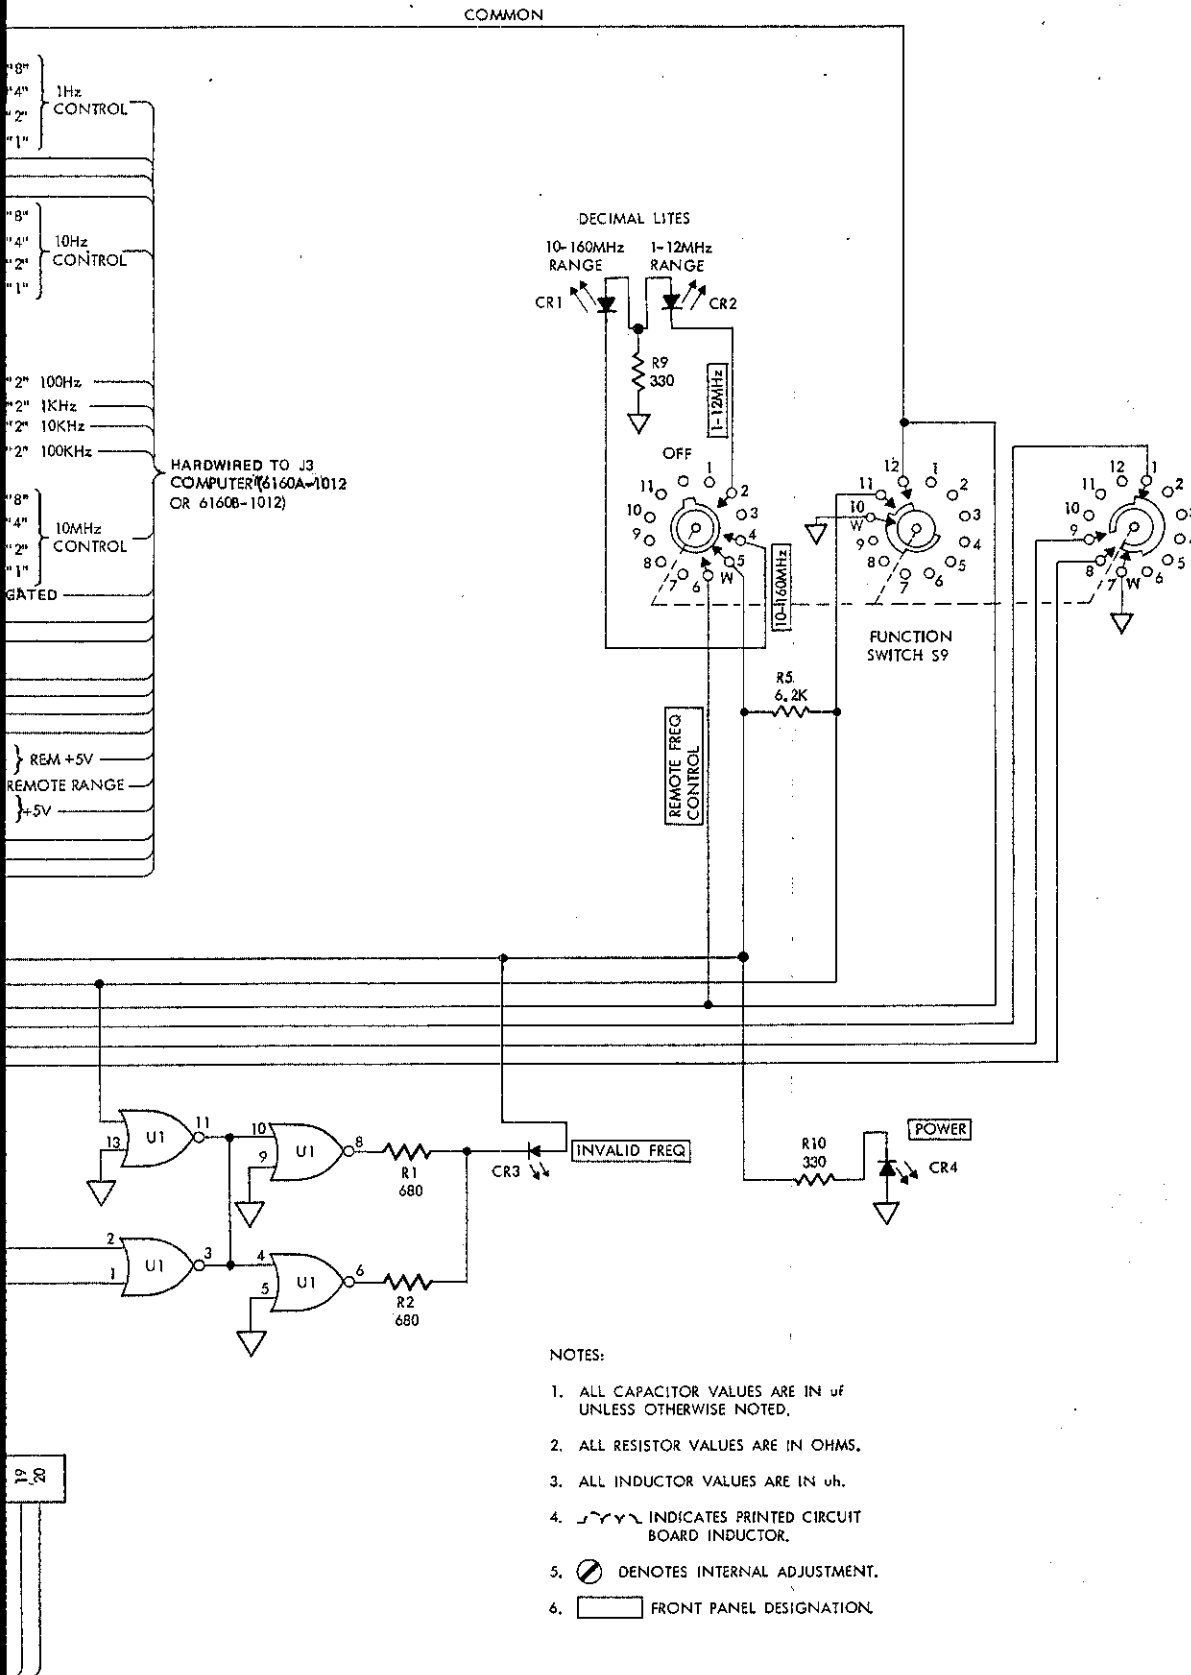 COMMON
"8"
"4"
"2"
"1"
1Hz
CONTROL
"8"
"4"
"2"
"1"
10Hz
CONTROL
"2" 100Hz
"2" 1KHz
"2" 10KHz
"2" 100KHz
"8"
"4"
"2"
"1"
10MHz
CONTROL
GATED
HARDWIRED TO J3
COMPUTER (6160A-1012
OR 6160B-1012)
REM +5V
REMOTE RANGE
+5V
DECIMAL LITES
10-160MHz
RANGE
1-12MHz
RANGE
CR1
CR2
R9
330
1-12MHz
OFF
1
2
3
4
5
W
6
7
8
9
10
11
10-160MHz
12
1
2
3
4
5
6
7
8
9
10
W
11
12
1
2
3
4
5
6
W
7
8
9
10
11
FUNCTION
SWITCH S9
R5
6.2K
REMOTE FREQ
CONTROL
13
U1
11
10
9
U1
8
R1
680
CR3
INVALID FREQ
2
1
U1
3
4
5
U1
6
R2
680
R10
330
POWER
CR4
19
20
NOTES:
1. ALL CAPACITOR VALUES ARE IN uf
UNLESS OTHERWISE NOTED.
2. ALL RESISTOR VALUES ARE IN OHMS.
3. ALL INDUCTOR VALUES ARE IN uh.
4. INDICATES PRINTED CIRCUIT
BOARD INDUCTOR.
5. DENOTES INTERNAL ADJUSTMENT.
6. FRONT PANEL DESIGNATION.